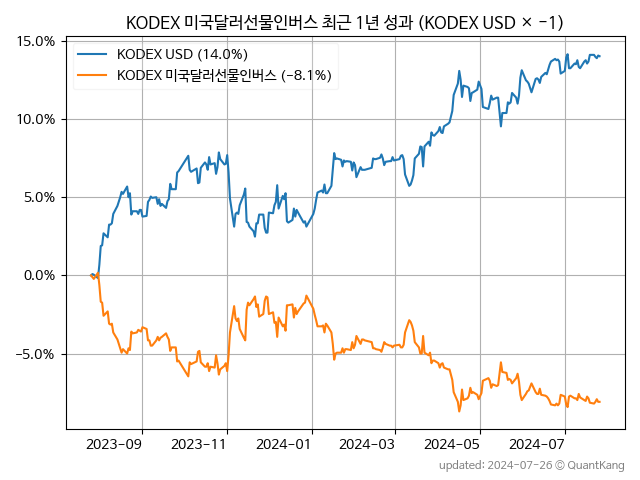 KODEX 미국달러선물인버스 최근 1년 성과 (KODEX USD × −1)
15.0%
KODEX USD (14.0%)
KODEX 미국달러선물인버스 (−8.1%)
10.0%
5.0%
0.0%
−5.0%
2023−09 2023−11 2024−01 2024−03 2024−05 2024−07
updated: 2024-07-26 © QuantKang